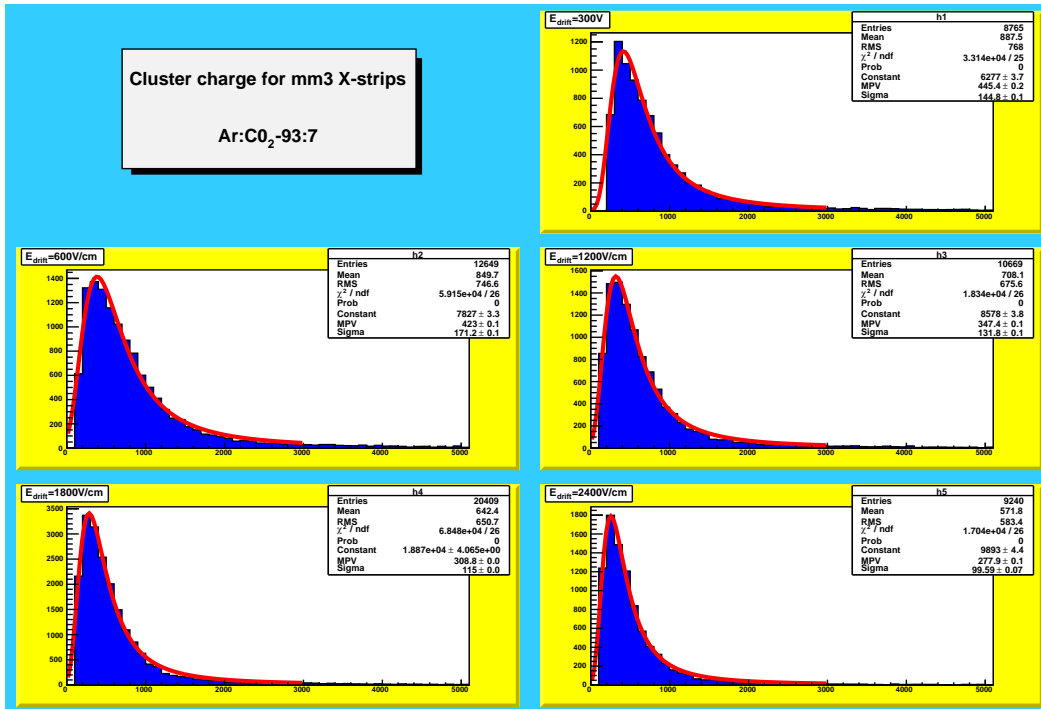 Cluster charge for mm3 X-strips
Ar:C0₂-93:7
E_drift=300V
h1
Entries 8765
Mean 887.5
RMS 768
χ² / ndf 3.314e+04 / 25
Prob 0
Constant 6277 ± 3.7
MPV 445.4 ± 0.2
Sigma 144.8 ± 0.1
1200
1000
800
600
400
200
0
0 1000 2000 3000 4000 5000
E_drift=600V/cm
h2
Entries 12649
Mean 849.7
RMS 746.6
χ² / ndf 5.915e+04 / 26
Prob 0
Constant 7827 ± 3.3
MPV 423 ± 0.1
Sigma 171.2 ± 0.1
1400
1200
1000
800
600
400
200
0
0 1000 2000 3000 4000 5000
E_drift=1200V/cm
h3
Entries 10669
Mean 708.1
RMS 675.6
χ² / ndf 1.834e+04 / 26
Prob 0
Constant 8578 ± 3.8
MPV 347.4 ± 0.1
Sigma 131.8 ± 0.1
1600
1400
1200
1000
800
600
400
200
0
0 1000 2000 3000 4000 5000
E_drift=1800V/cm
h4
Entries 20409
Mean 642.4
RMS 650.7
χ² / ndf 6.848e+04 / 26
Prob 0
Constant 1.887e+04 ± 4.065e+00
MPV 308.8 ± 0.0
Sigma 115 ± 0.0
3500
3000
2500
2000
1500
1000
500
0
0 1000 2000 3000 4000 5000
E_drift=2400V/cm
h5
Entries 9240
Mean 571.8
RMS 583.4
χ² / ndf 1.704e+04 / 26
Prob 0
Constant 9893 ± 4.4
MPV 277.9 ± 0.1
Sigma 99.59 ± 0.07
1800
1600
1400
1200
1000
800
600
400
200
0
0 1000 2000 3000 4000 5000